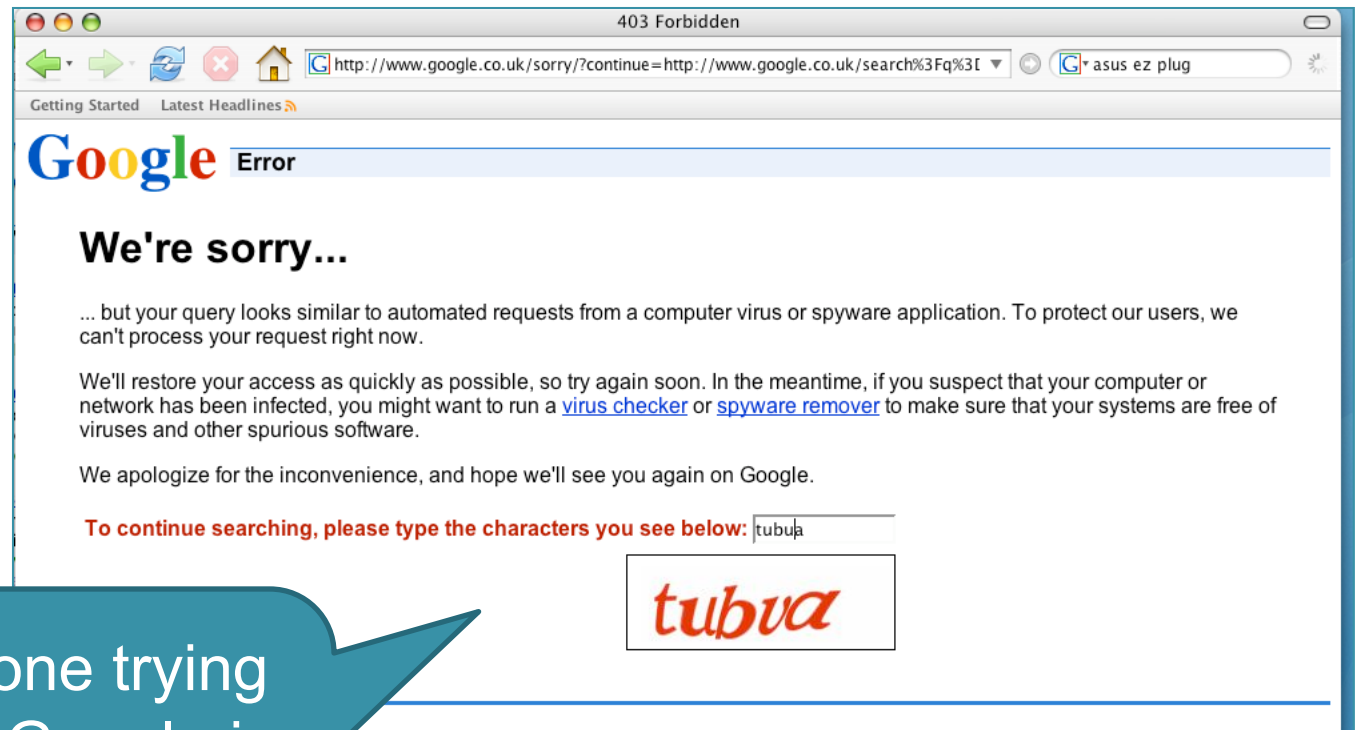 403 Forbidden
http://www.google.co.uk/sorry/?continue=http://www.google.co.uk/search%3Fq%3D
asus ez plug
Getting Started Latest Headlines
Google Error
We're sorry...
... but your query looks similar to automated requests from a computer virus or spyware application. To protect our users, we
can't process your request right now.
We'll restore your access as quickly as possible, so try again soon. In the meantime, if you suspect that your computer or
network has been infected, you might want to run a virus checker or spyware remover to make sure that your systems are free of
viruses and other spurious software.
We apologize for the inconvenience, and hope we'll see you again on Google.
To continue searching, please type the characters you see below: tubua
tubva
one trying